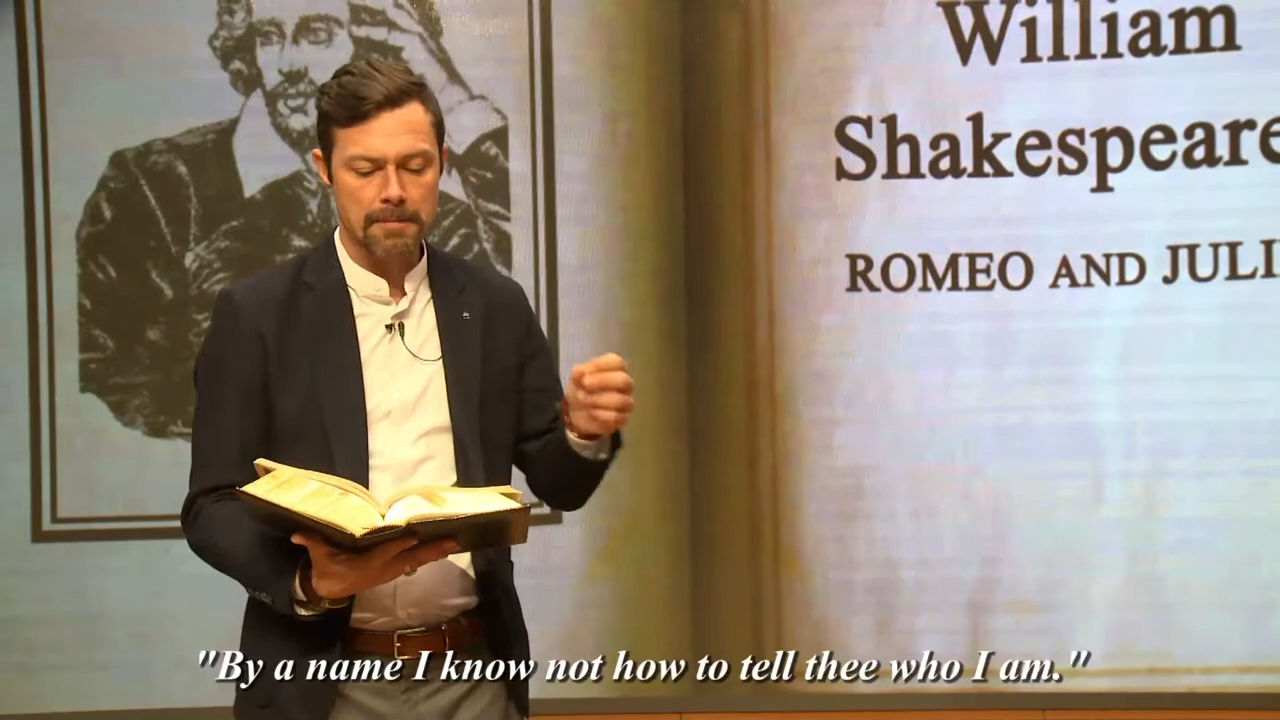 William
Shakespeare
ROMEO AND JULI
"By a name I know not how to tell thee who I am."